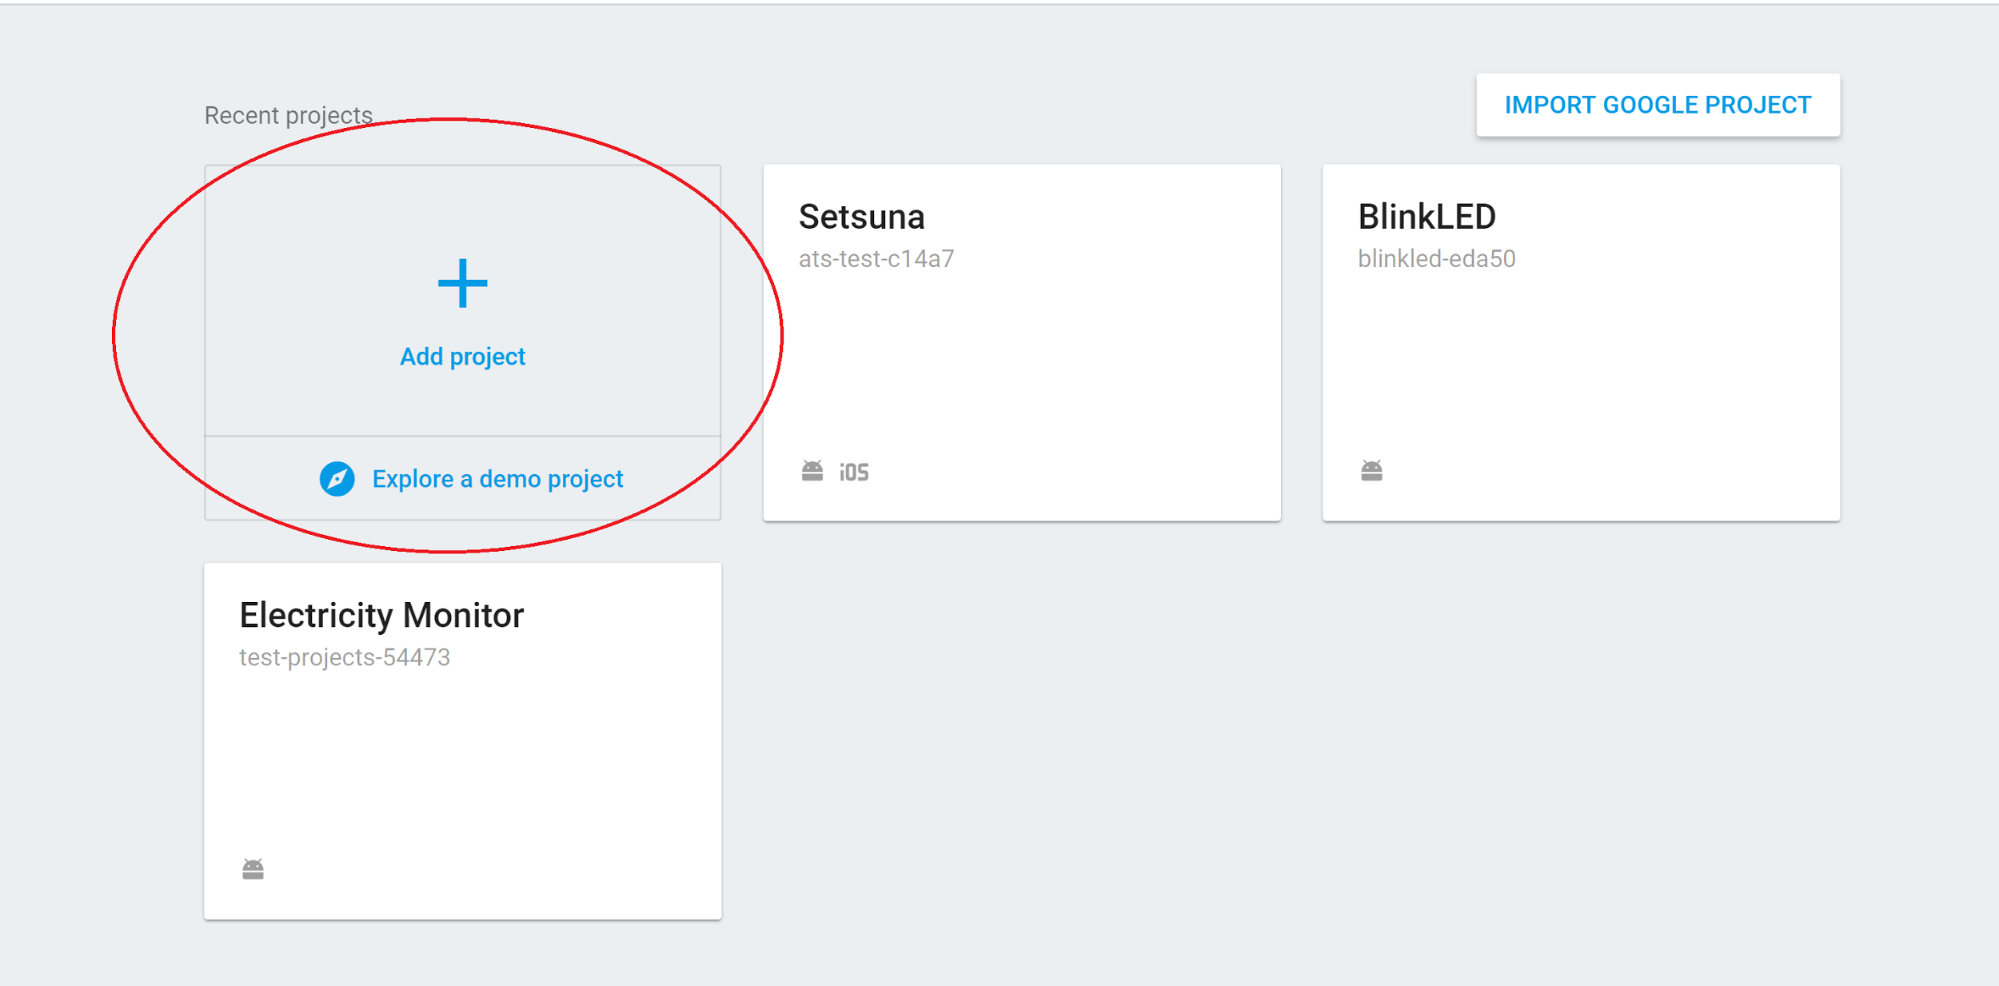 Recent projects
IMPORT GOOGLE PROJECT
Add project
Explore a demo project
Setsuna
ats-test-c14a7
iOS
BlinkLED
blinkled-eda50
Electricity Monitor
test-projects-54473